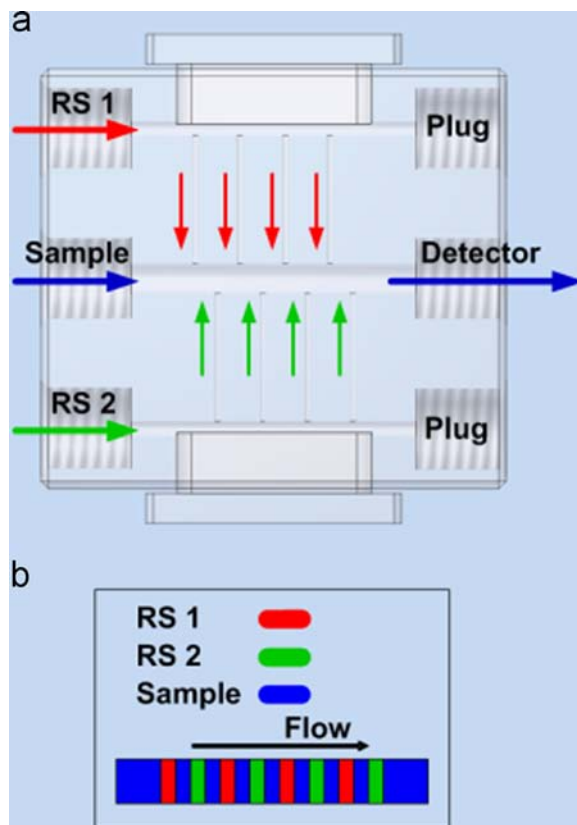 a
RS 1
Plug
Sample
Detector
RS 2
Plug
b
RS 1
RS 2
Sample
Flow